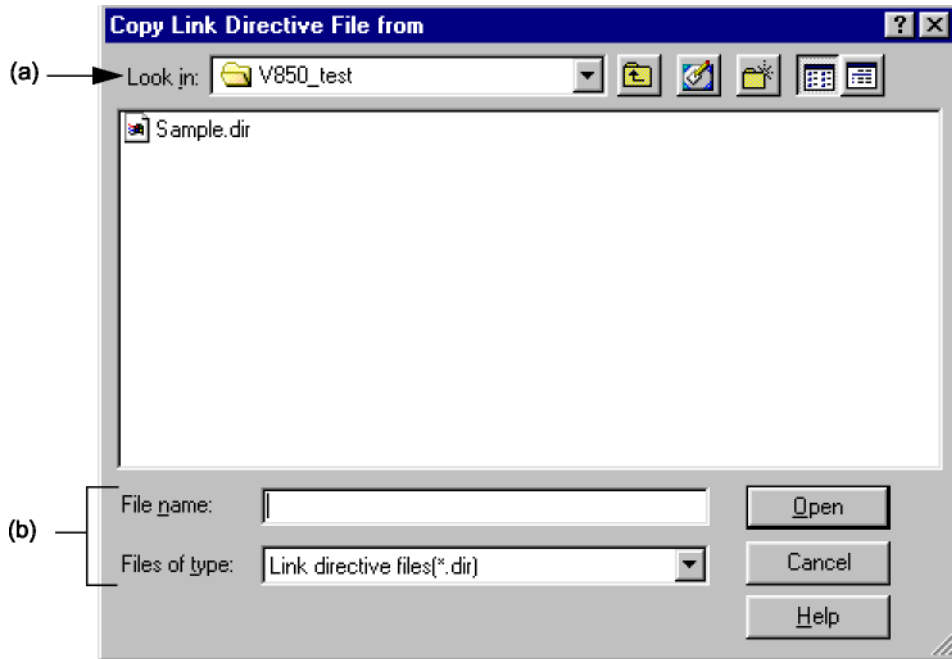 Copy Link Directive File from
(a) Look in: V850_test
Sample.dir
(b)
File name: Open
Files of type: Link directive files(*.dir) Cancel
Help